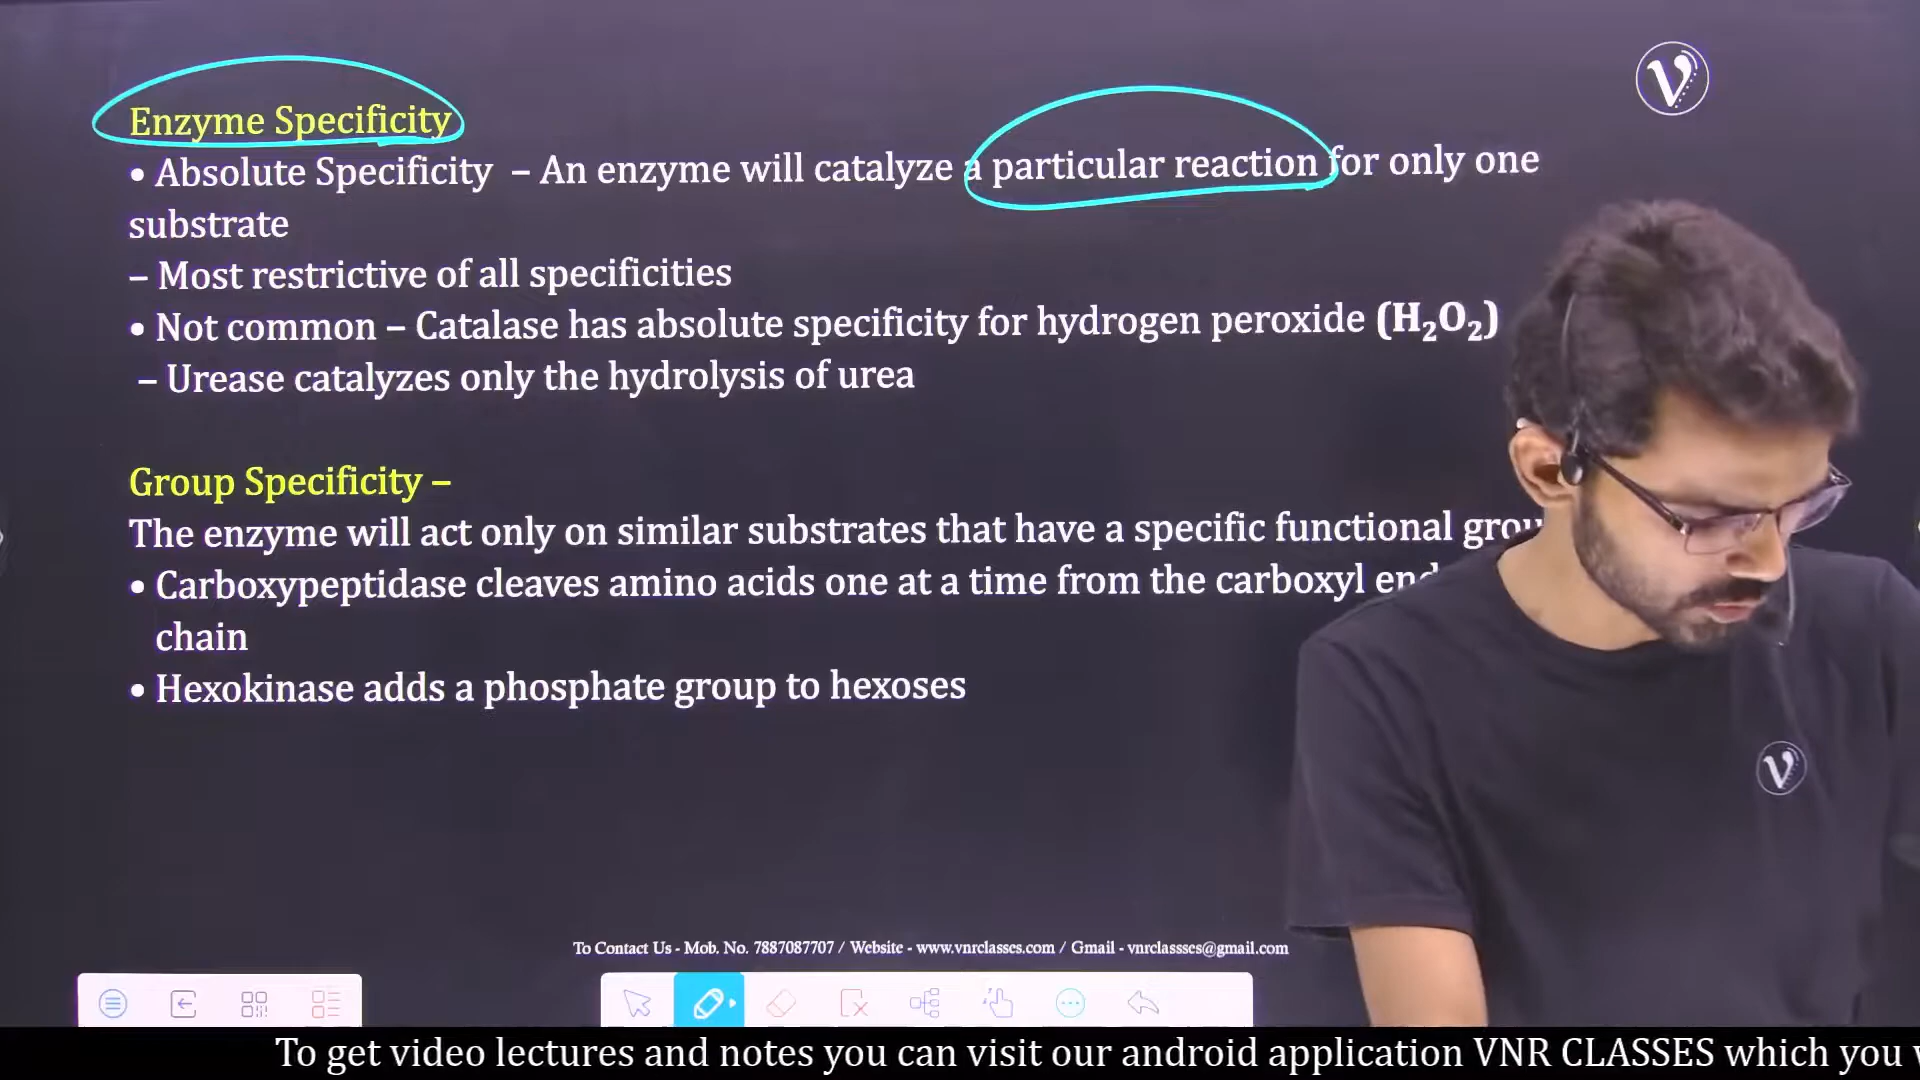 Enzyme Specificity
• Absolute Specificity – An enzyme will catalyze a particular reaction for only one
substrate
– Most restrictive of all specificities
• Not common – Catalase has absolute specificity for hydrogen peroxide (H₂O₂)
– Urease catalyzes only the hydrolysis of urea
Group Specificity –
The enzyme will act only on similar substrates that have a specific functional
• Carboxypeptidase cleaves amino acids one at a time from the carboxyl
chain
• Hexokinase adds a phosphate group to hexoses
V
V
To Contact Us - Mob. No. 7887087707 / Website - www.vnrclasses.com / Gmail - vnrclassses@gmail.com
To get video lectures and notes you can visit our android application VNR CLASSES which you